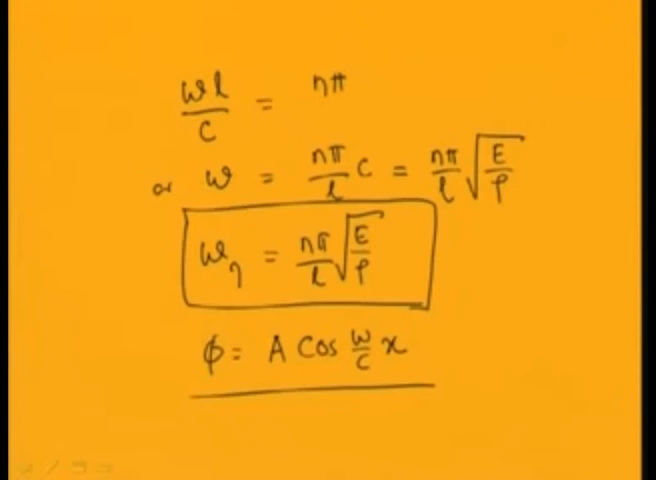 ωl/c = nπ
or ω = nπ/l c = nπ/l √E/ρ
ωn = nπ/l √E/ρ
φ = A Cos ω/c x